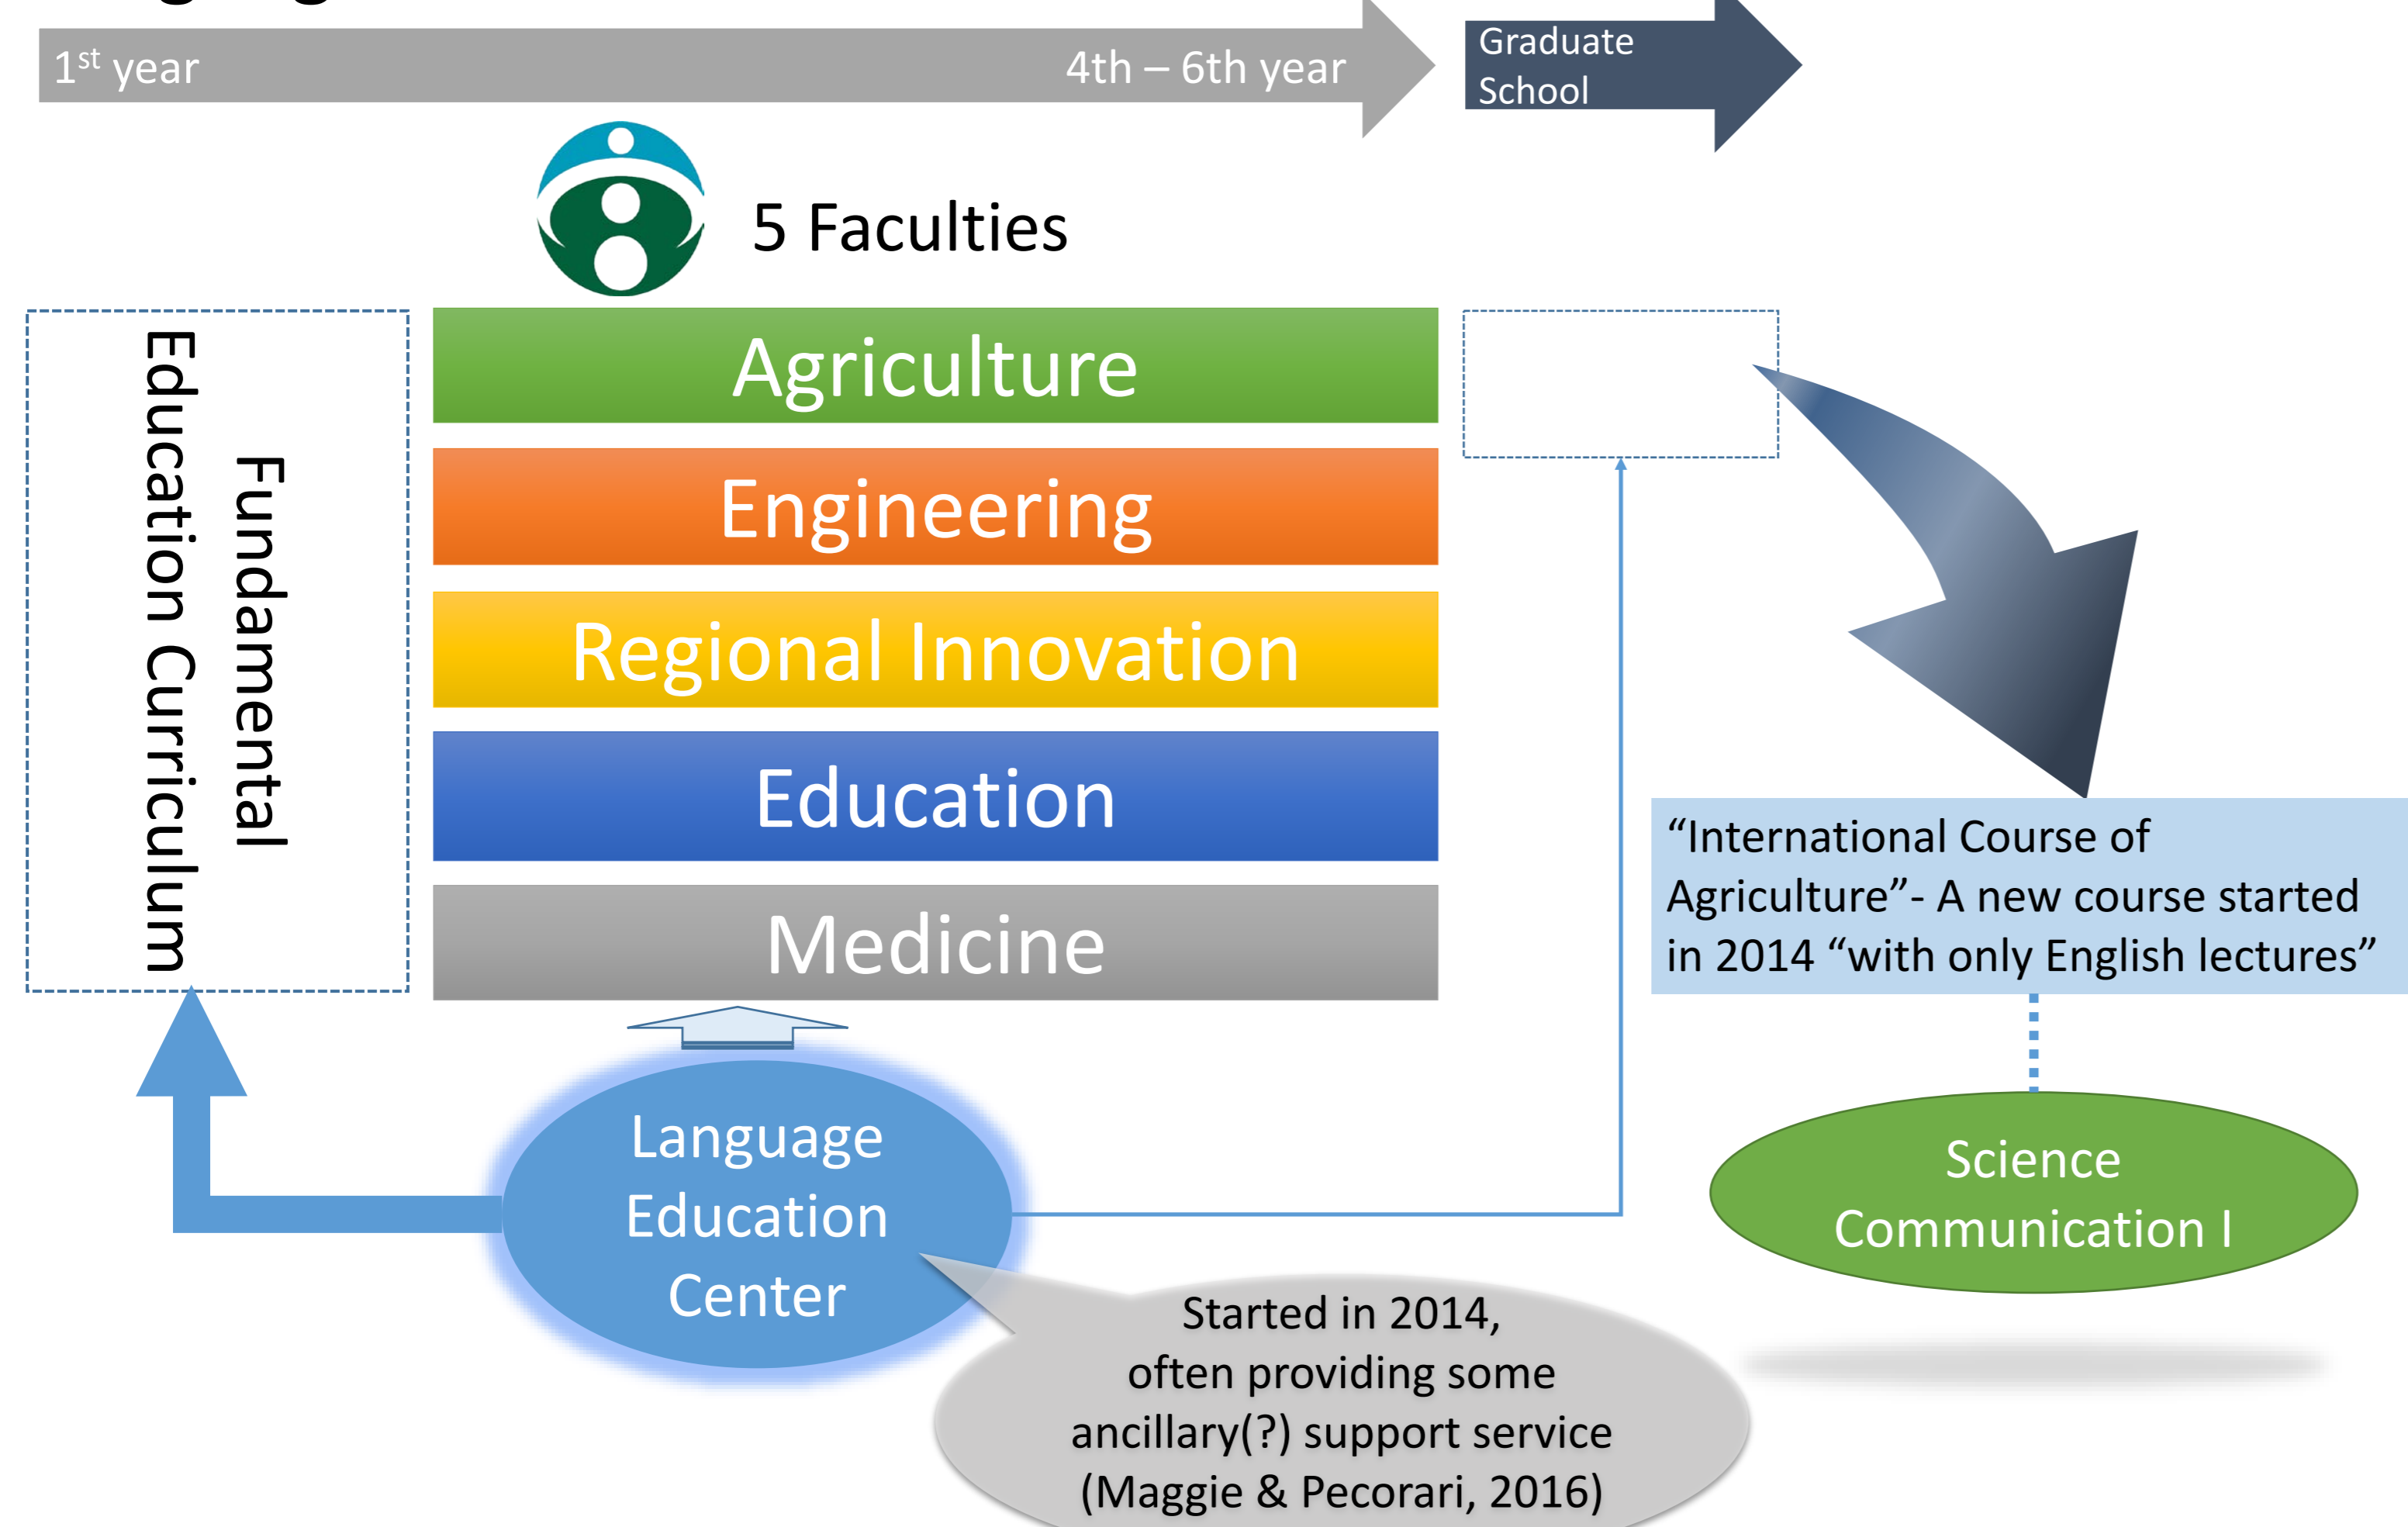 1st year
4th – 6th year
Graduate
School
5 Faculties
Fundamental
Education Curriculum
Agriculture
Engineering
Regional Innovation
Education
Medicine
“International Course of
Agriculture”- A new course started
in 2014 “with only English lectures”
Language
Education
Center
Science
Communication I
Started in 2014,
often providing some
ancillary(?) support service
(Maggie & Pecorari, 2016)